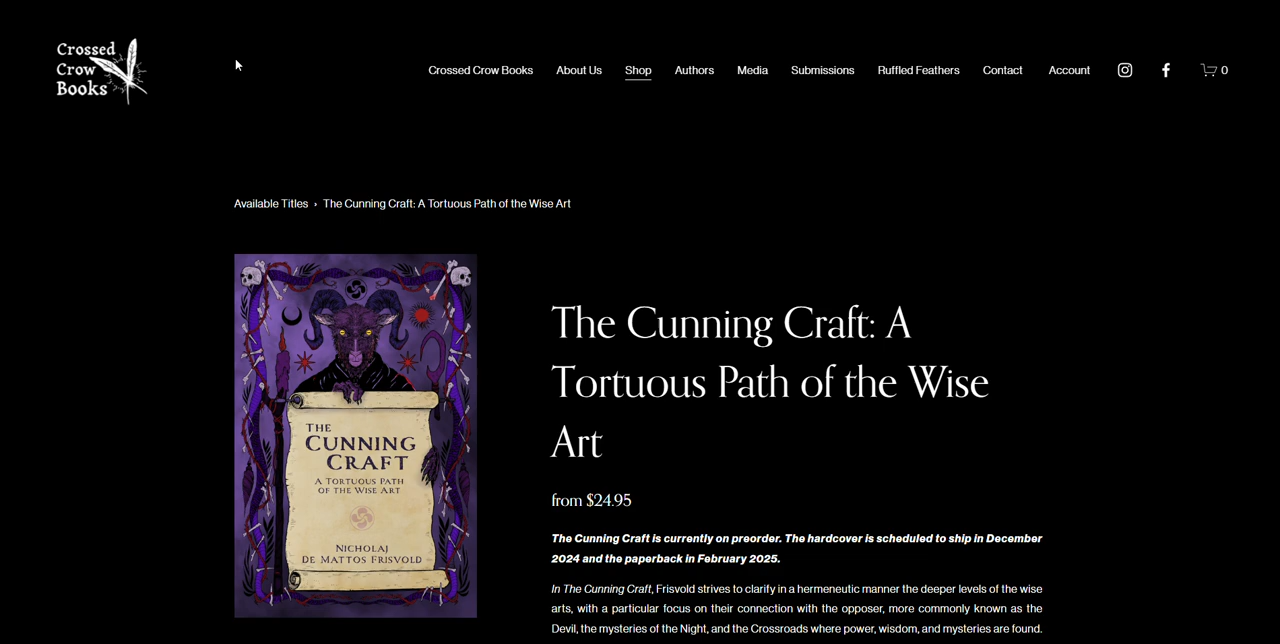 Crossed
Crow
Books
Crossed Crow Books About Us Shop Authors Media Submissions Ruffled Feathers Contact Account 0
Available Titles › The Cunning Craft: A Tortuous Path of the Wise Art
THE
CUNNING
CRAFT
A TORTUOUS PATH
OF THE WISE ART
NICHOLAJ
DE MATTOS FRISVOLD
The Cunning Craft: A
Tortuous Path of the Wise
Art
from $24.95
The Cunning Craft is currently on preorder. The hardcover is scheduled to ship in December
2024 and the paperback in February 2025.
In The Cunning Craft, Frisvold strives to clarify in a hermeneutic manner the deeper levels of the wise
arts, with a particular focus on their connection with the opposer, more commonly known as the
Devil, the mysteries of the Night, and the Crossroads where power, wisdom, and mysteries are found.